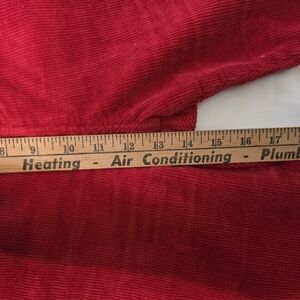 8 9 10 11 12 13 14 15 16 17
Heating - Air Conditioning - Plumb